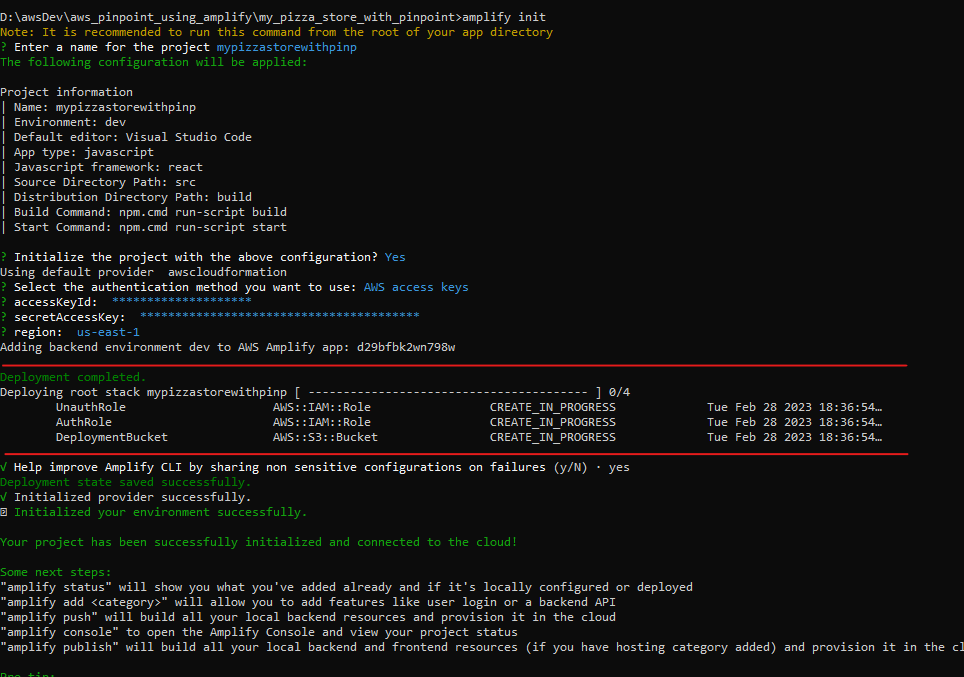 D:\awsDev\aws_pinpoint_using_amplify\my_pizza_store_with_pinpoint>amplify init
Note: It is recommended to run this command from the root of your app directory
? Enter a name for the project mypizzastorewithpinp
The following configuration will be applied:
Project information
| Name: mypizzastorewithpinp
| Environment: dev
| Default editor: Visual Studio Code
| App type: javascript
| Javascript framework: react
| Source Directory Path: src
| Distribution Directory Path: build
| Build Command: npm.cmd run-script build
| Start Command: npm.cmd run-script start
? Initialize the project with the above configuration? Yes
Using default provider  awscloudformation
? Select the authentication method you want to use: AWS access keys
? accessKeyId:  ********************
? secretAccessKey:  ****************************************
? region:  us-east-1
Adding backend environment dev to AWS Amplify app: d29bfbk2wn798w
Deployment completed.
Deploying root stack mypizzastorewithpinp [ ---------------------------------------- ] 0/4
UnauthRole AWS::IAM::Role CREATE_IN_PROGRESS Tue Feb 28 2023 18:36:54…
AuthRole AWS::IAM::Role CREATE_IN_PROGRESS Tue Feb 28 2023 18:36:54…
DeploymentBucket AWS::S3::Bucket CREATE_IN_PROGRESS Tue Feb 28 2023 18:36:54…
√ Help improve Amplify CLI by sharing non sensitive configurations on failures (y/N) · yes
Deployment state saved successfully.
√ Initialized provider successfully.
Initialized your environment successfully.
Your project has been successfully initialized and connected to the cloud!
Some next steps:
"amplify status" will show you what you've added already and if it's locally configured or deployed
"amplify add <category>" will allow you to add features like user login or a backend API
"amplify push" will build all your local backend resources and provision it in the cloud
"amplify console" to open the Amplify Console and view your project status
"amplify publish" will build all your local backend and frontend resources (if you have hosting category added) and provision it in the cl
Pro tip: